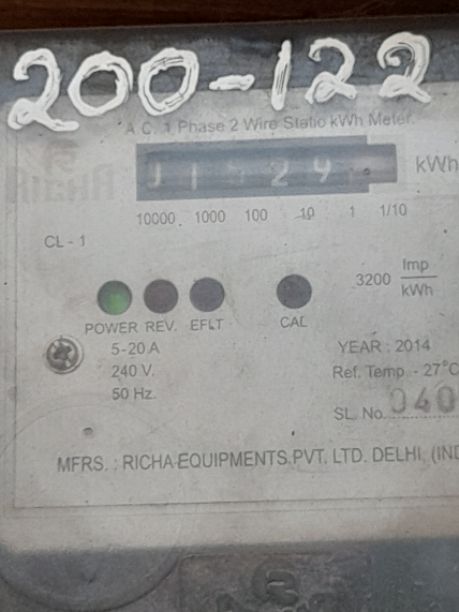 200-122
A.C. 1 Phase 2 Wire Static kWh Meter
kWh
10000 1000 100 10 1 1/10
CL - 1
3200 Imp/kWh
POWER REV. EFLT CAL
5-20 A
YEAR : 2014
240 V.
Ref. Temp - 27°C
50 Hz.
SL. No. 040
MFRS. : RICHA EQUIPMENTS PVT. LTD. DELHI, (IND